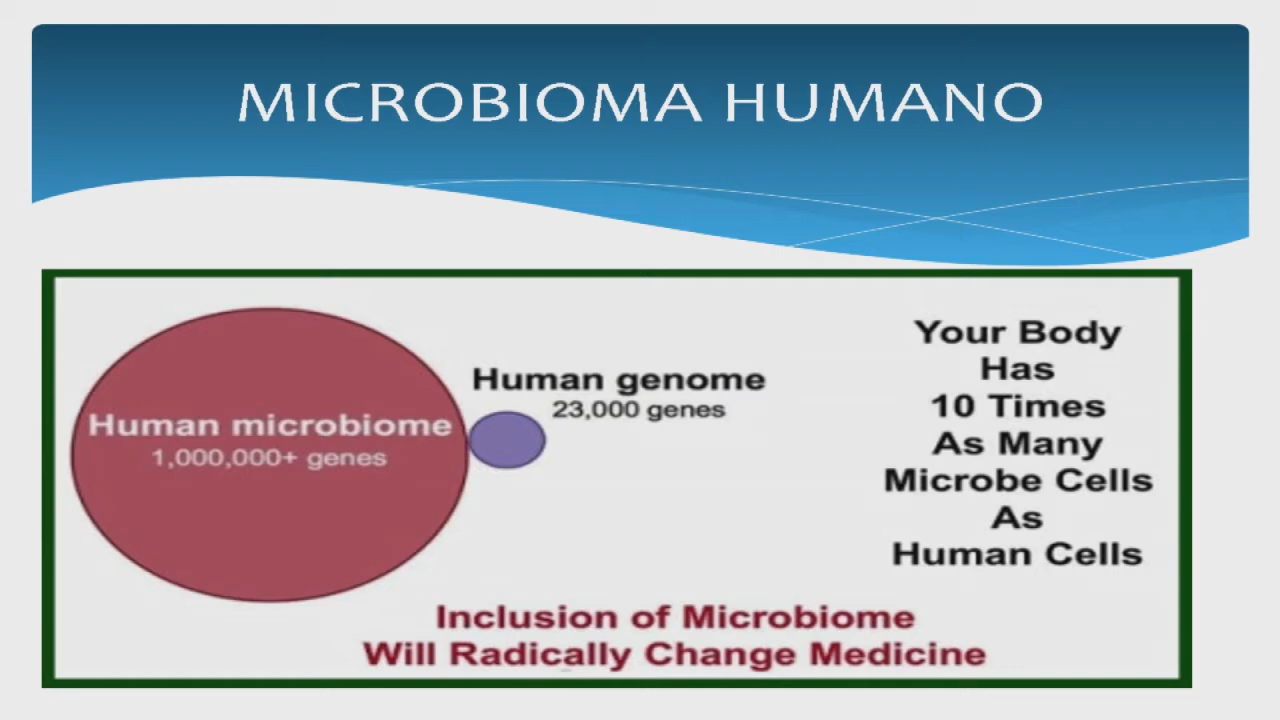 MICROBIOMA HUMANO
Human microbiome
1,000,000+ genes
Human genome
23,000 genes
Your Body
Has
10 Times
As Many
Microbe Cells
As
Human Cells
Inclusion of Microbiome
Will Radically Change Medicine